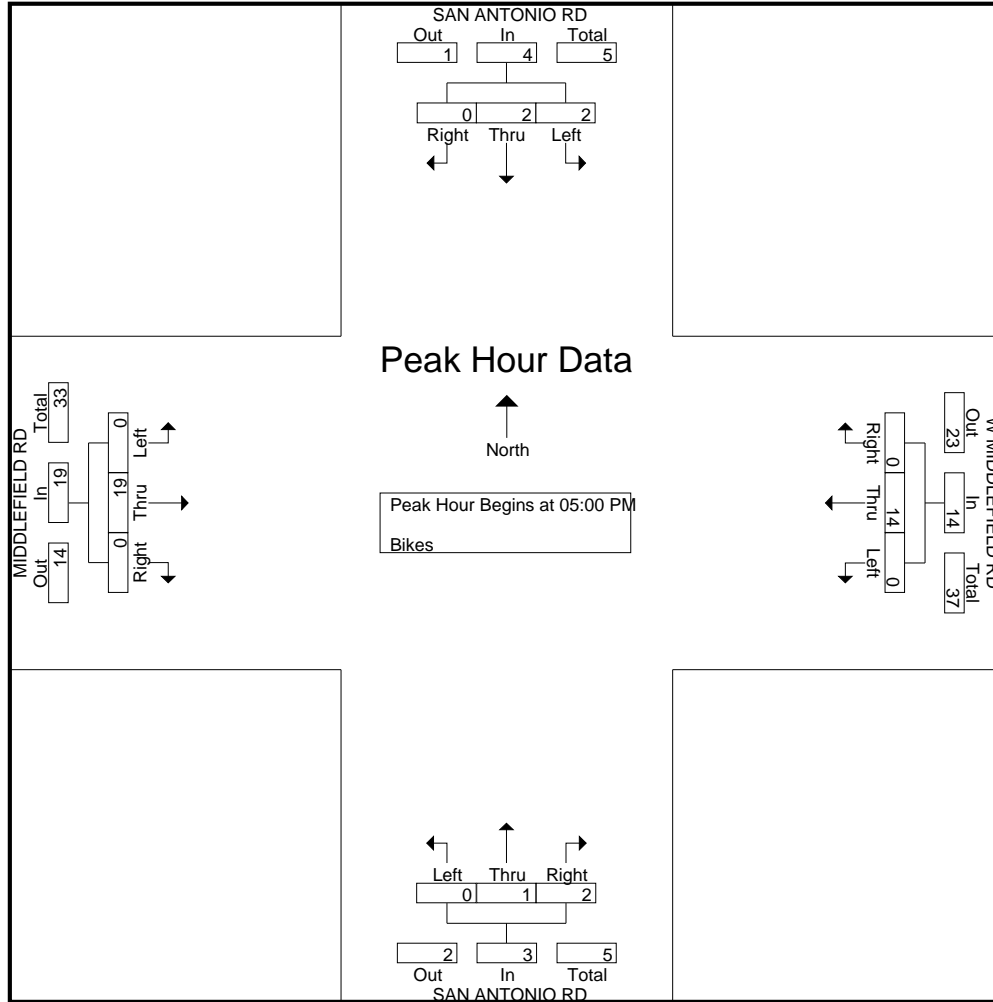 SAN ANTONIO RD
Out In Total
1 4 5
0 2 2
Right Thru Left
Peak Hour Data
North
Peak Hour Begins at 05:00 PM
Bikes
MIDDLEFIELD RD
Out In Total
14 19 33
0 19 0
Right Thru Left
W MIDDLEFIELD RD
Out In Total
23 14 37
0 14 0
Right Thru Left
Left Thru Right
0 1 2
2 3 5
Out In Total
SAN ANTONIO RD